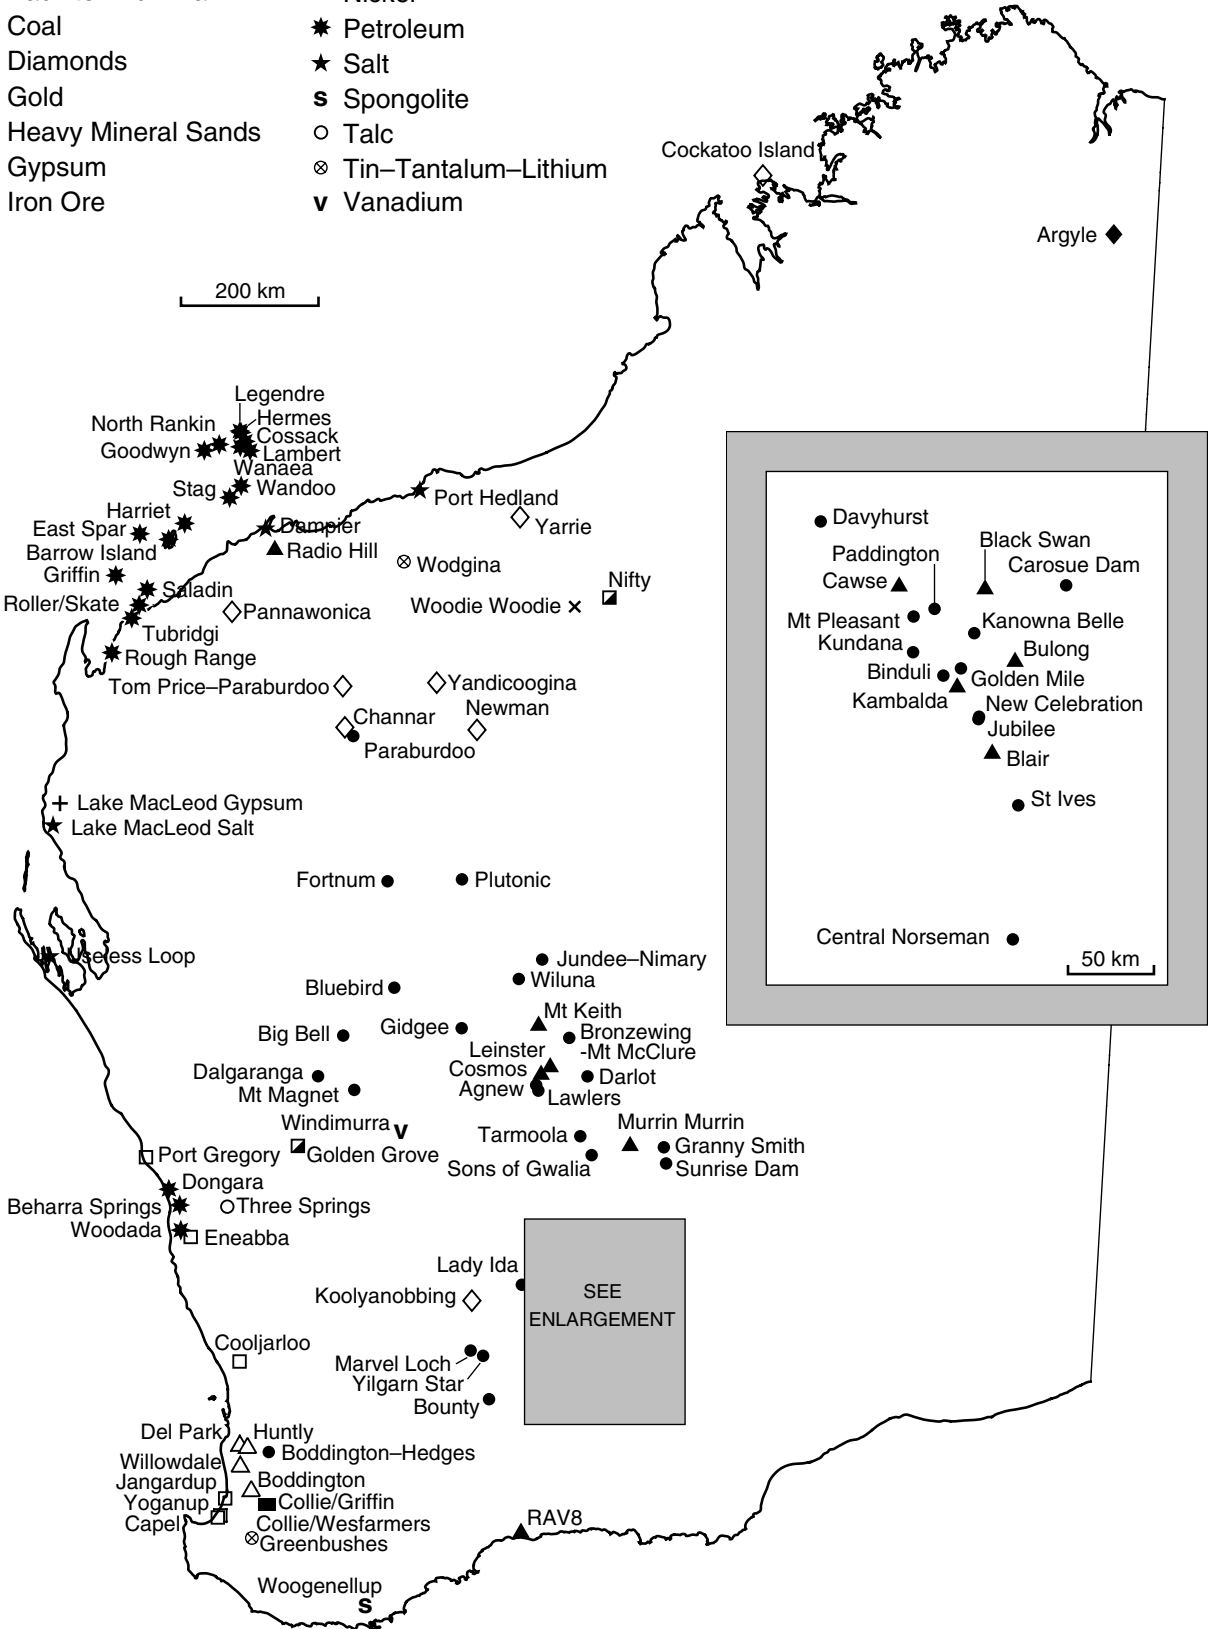 Coal
Diamonds
Gold
Heavy Mineral Sands
Gypsum
Iron Ore
Petroleum
Salt
s Spongolite
Talc
Tin–Tantalum–Lithium
v Vanadium
200 km
Cockatoo Island
Argyle
Legendre
Hermes
North Rankin
Cossack
Goodwyn
Lambert
Wanaea
Stag
Wandoo
Port Hedland
Harriet
East Spar
Dampier
Yarrie
Barrow Island
Radio Hill
Griffin
Wodgina
Saladin
Nifty
Roller/Skate
Pannawonica
Woodie Woodie
Tubridgi
Rough Range
Tom Price–Paraburdoo
Yandicoogina
Channar
Newman
Paraburdoo
Lake MacLeod Gypsum
Lake MacLeod Salt
Fortnum
Plutonic
Useless Loop
Jundee–Nimary
Wiluna
Bluebird
Mt Keith
Big Bell
Gidgee
Bronzewing
-Mt McClure
Leinster
Cosmos
Dalgaranga
Darlot
Mt Magnet
Agnew
Lawlers
Windimurra
v
Murrin Murrin
Tarmoola
Port Gregory
Golden Grove
Granny Smith
Sons of Gwalia
Sunrise Dam
Dongara
Beharra Springs
Three Springs
Woodada
Eneabba
Lady Ida
Koolyanobbing
SEE
ENLARGEMENT
Cooljarloo
Marvel Loch
Yilgarn Star
Bounty
Del Park
Huntly
Boddington–Hedges
Willowdale
Jangardup
Boddington
Yoganup
Collie/Griffin
Capel
Collie/Wesfarmers
Greenbushes
RAV8
Woogenellup
s
Davyhurst
Paddington
Black Swan
Cawse
Carosue Dam
Mt Pleasant
Kanowna Belle
Kundana
Bulong
Binduli
Golden Mile
Kambalda
New Celebration
Jubilee
Blair
St Ives
Central Norseman
50 km